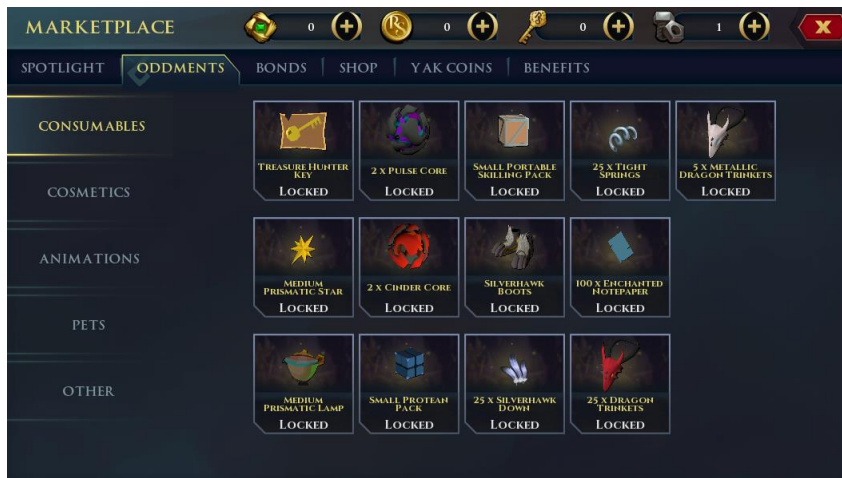 MARKETPLACE
0
0
0
1
X
SPOTLIGHT
ODDMENTS
BONDS
SHOP
YAK COINS
BENEFITS
CONSUMABLES
COSMETICS
ANIMATIONS
PETS
OTHER
TREASURE HUNTER
KEY
LOCKED
2 X PULSE CORE
LOCKED
SMALL PORTABLE
SKILLING PACK
LOCKED
25 X TIGHT
SPRINGS
LOCKED
5 X METALLIC
DRAGON TRINKETS
LOCKED
MEDIUM
PRISMATIC STAR
LOCKED
2 X CINDER CORE
LOCKED
SILVERHAWK
BOOTS
LOCKED
100 X ENCHANTED
NOTEPAPER
LOCKED
MEDIUM
PRISMATIC LAMP
LOCKED
SMALL PROTEAN
PACK
LOCKED
25 X SILVERHAWK
DOWN
LOCKED
25 X DRAGON
TRINKETS
LOCKED